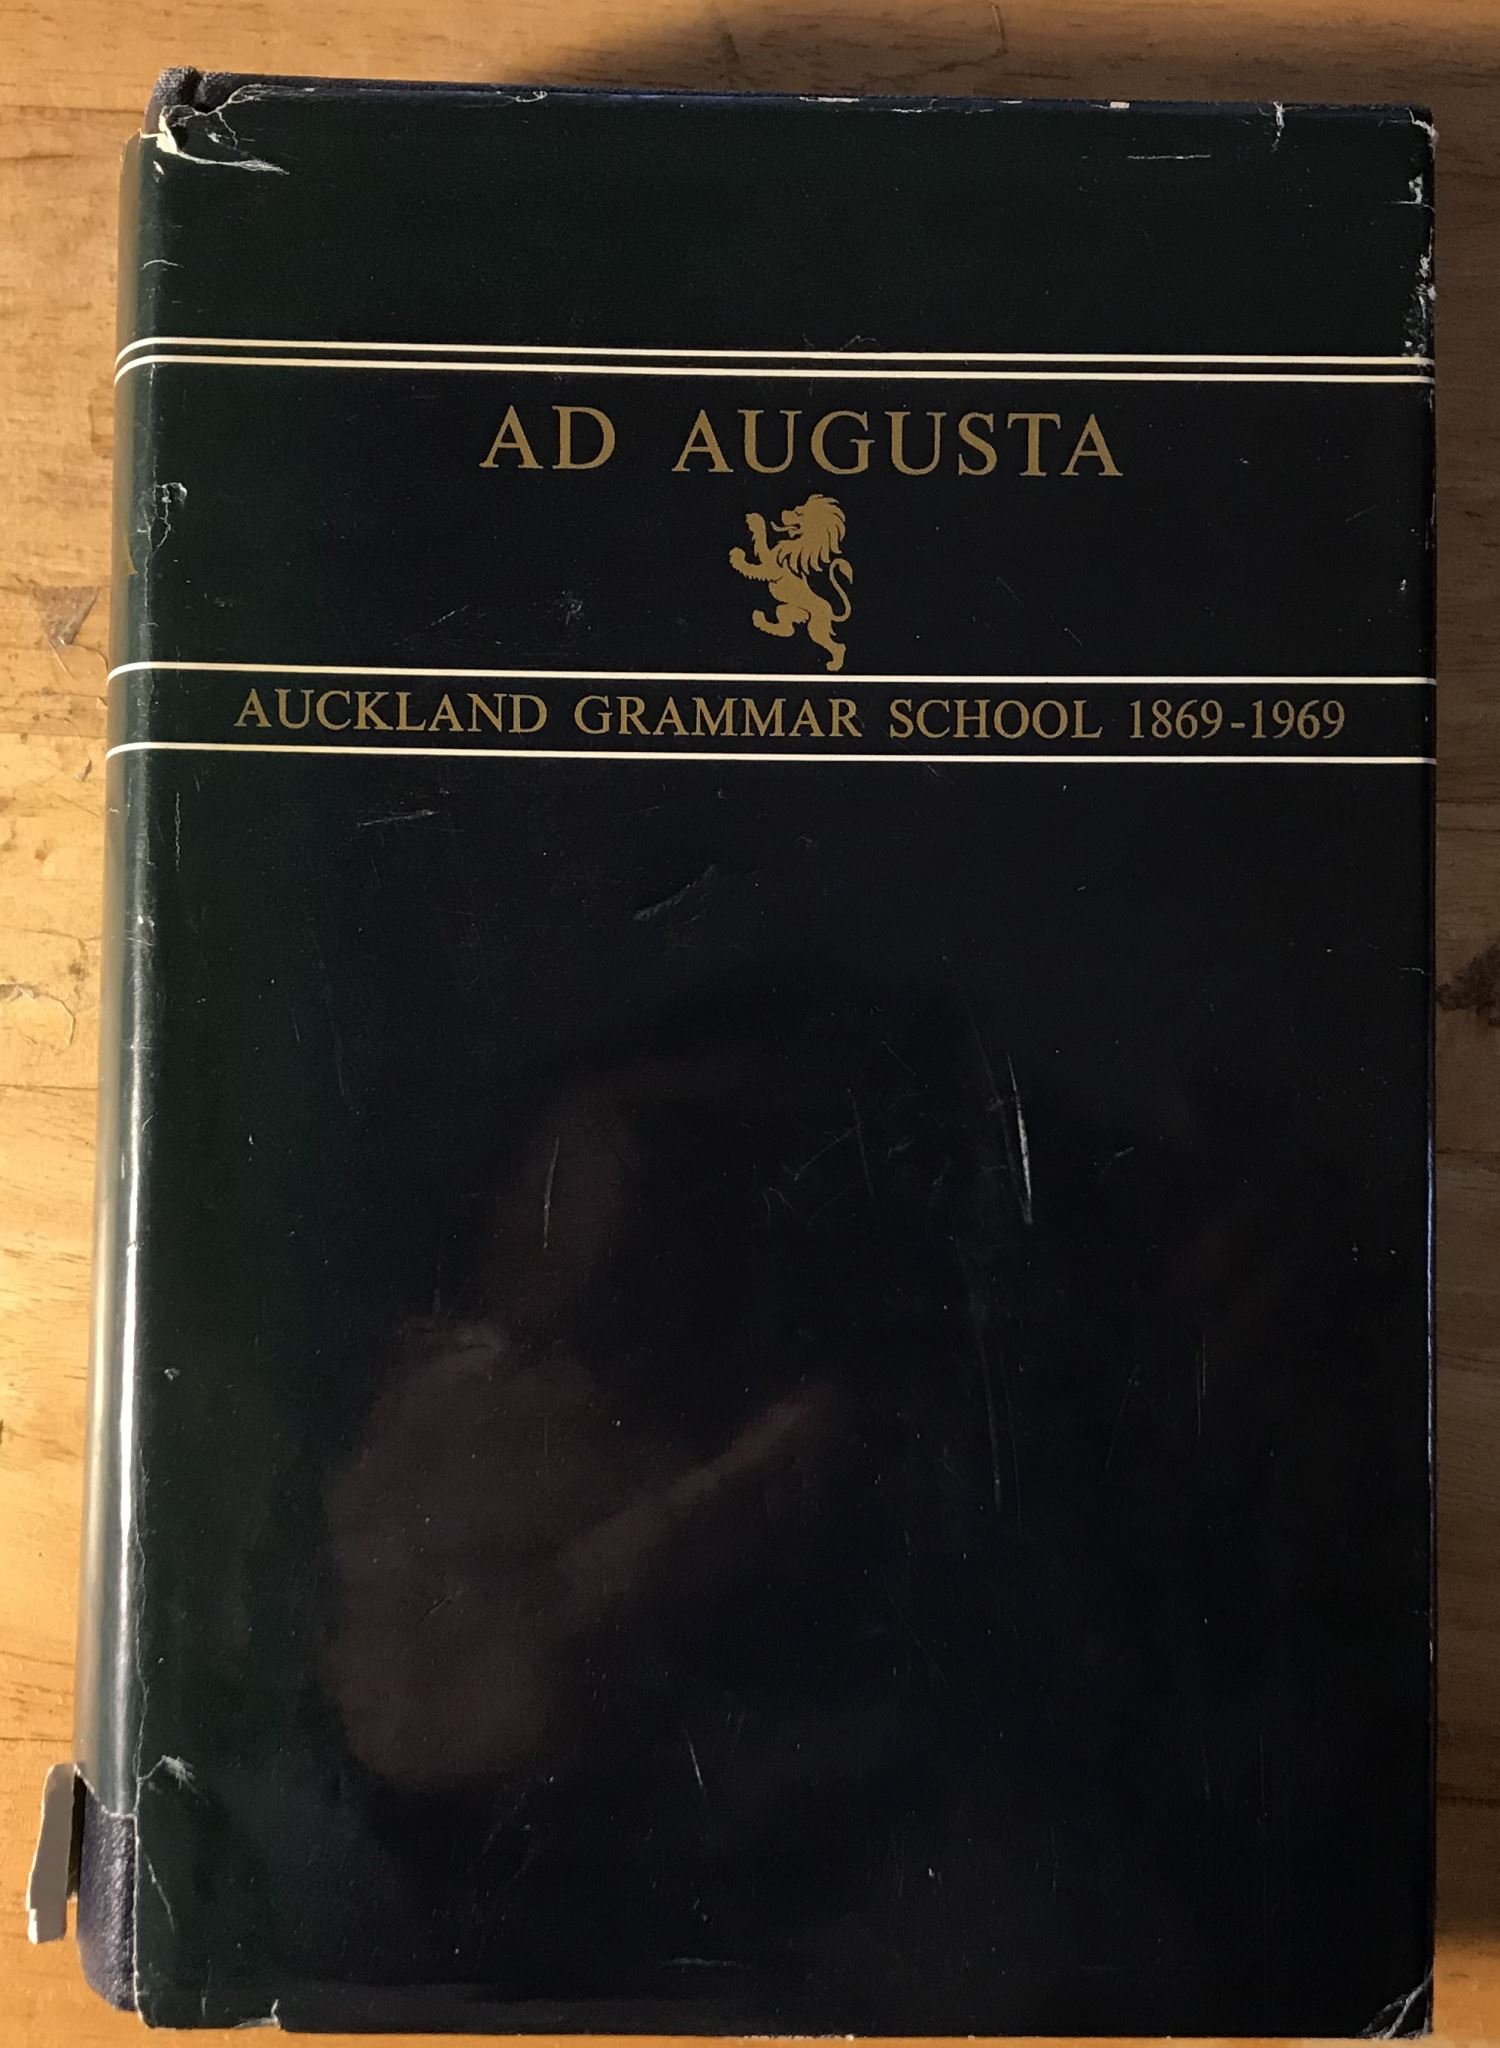 AD AUGUSTA
AUCKLAND GRAMMAR SCHOOL 1869-1969